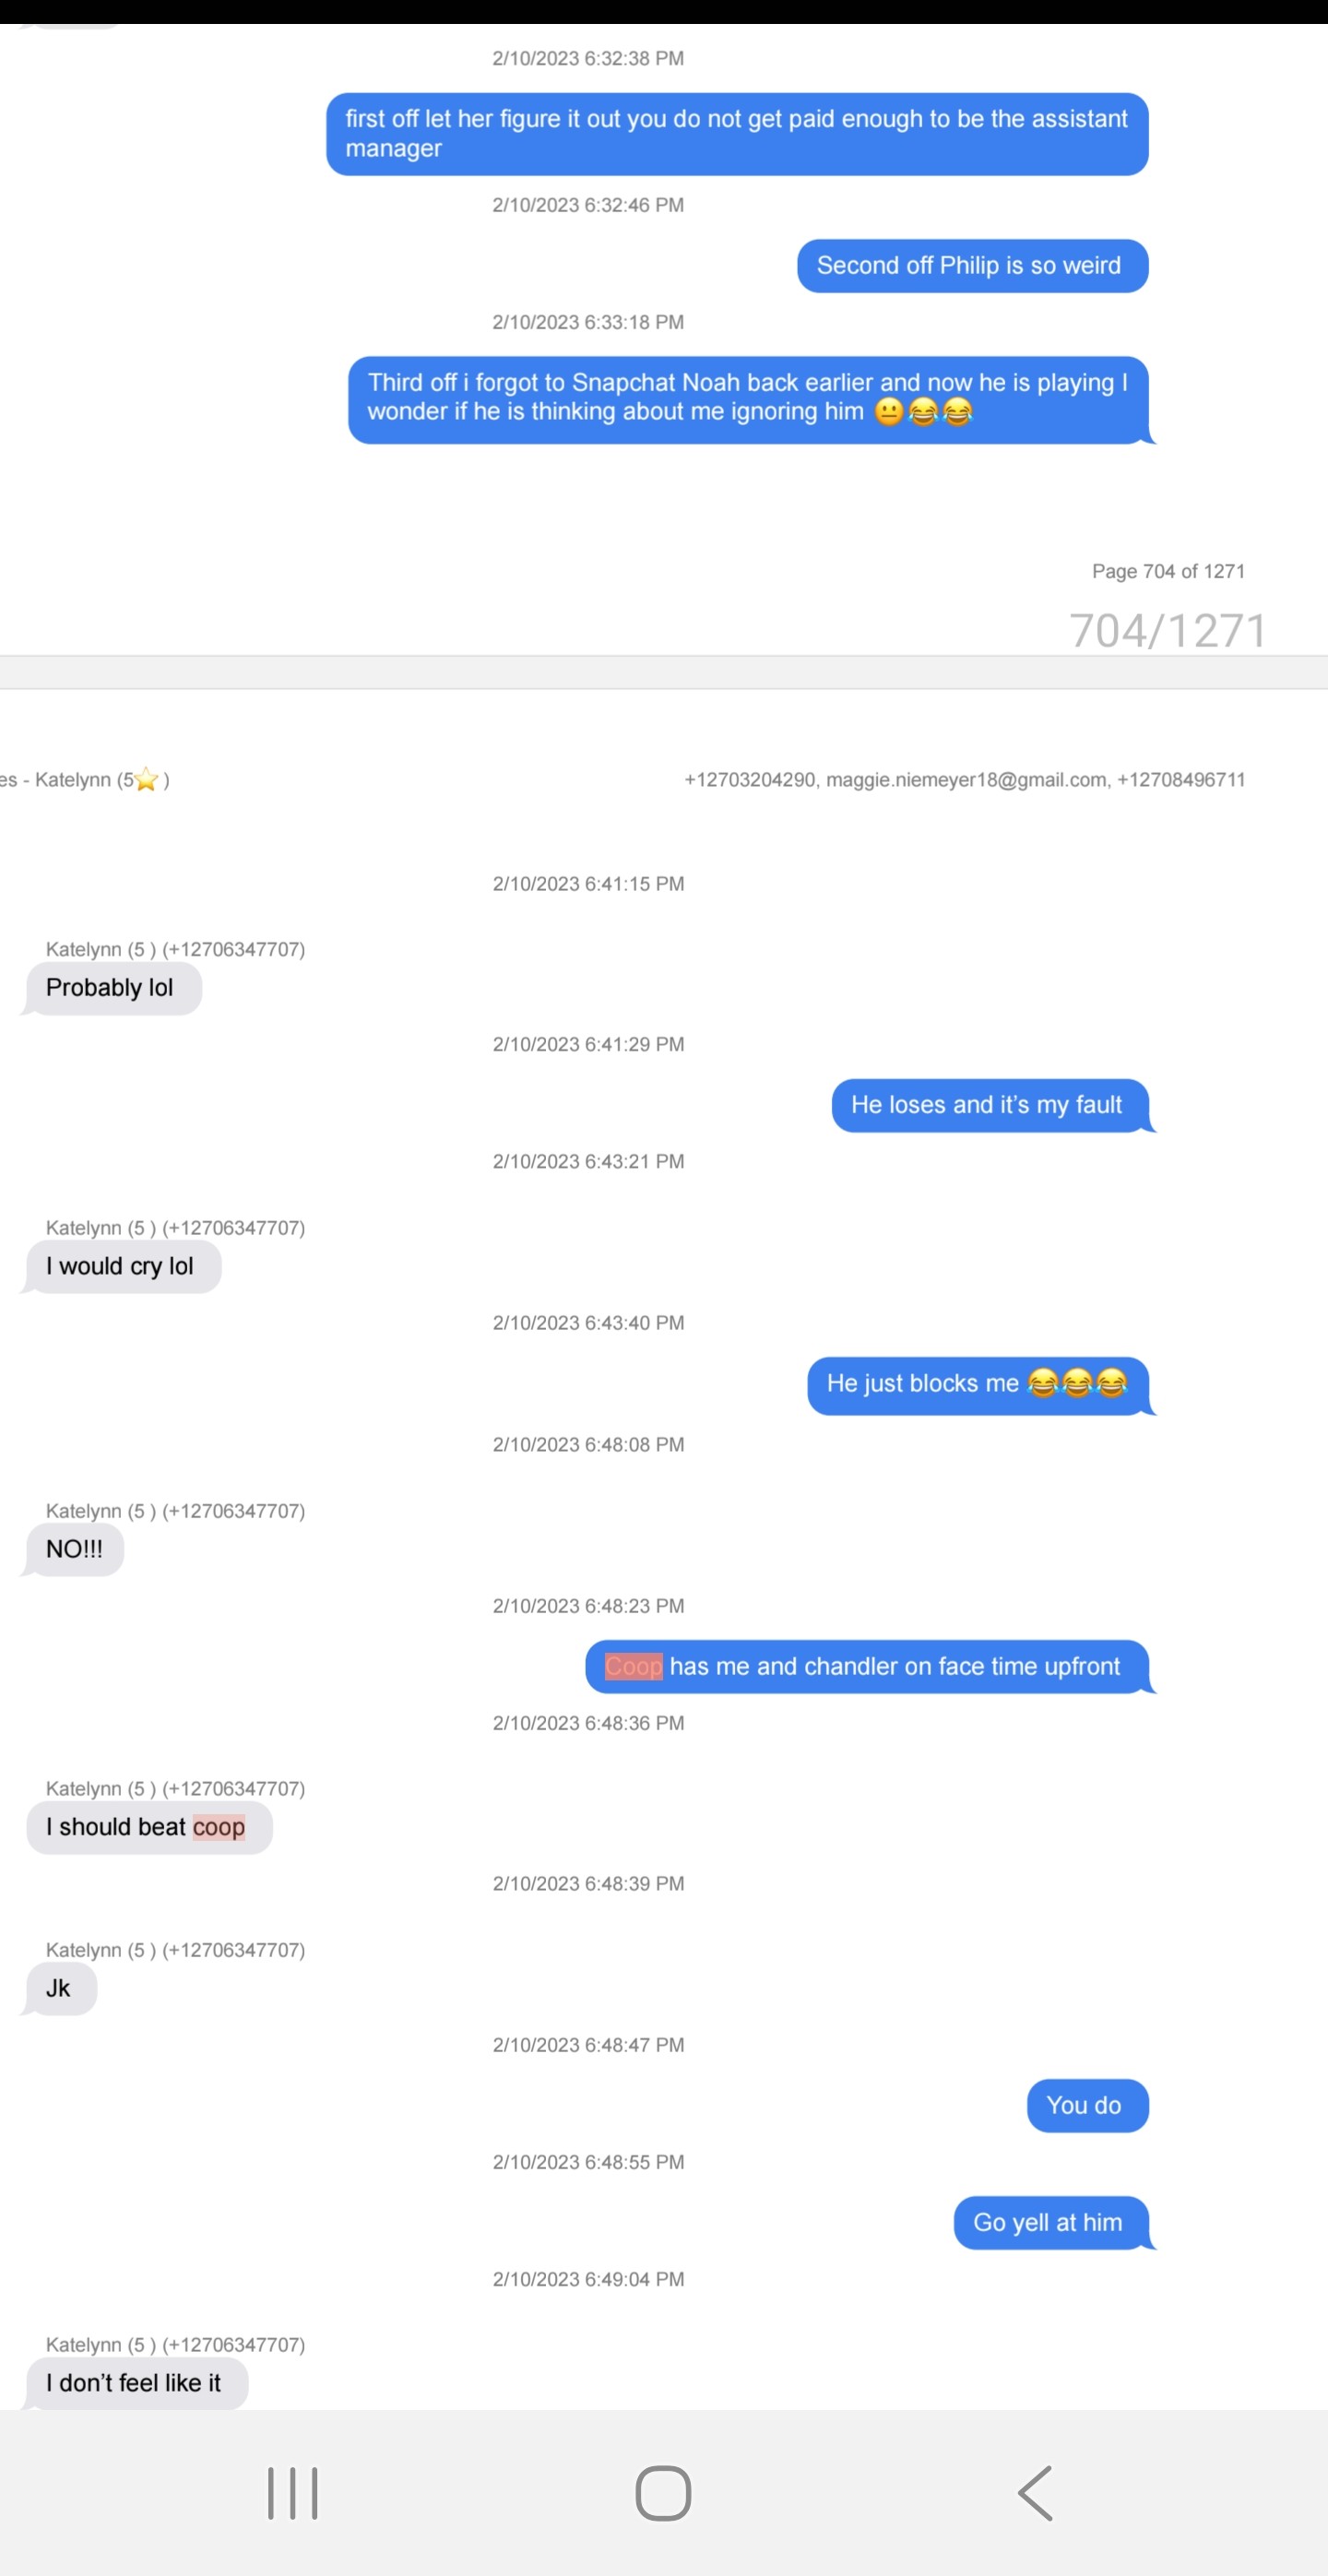 2/10/2023 6:32:38 PM
first off let her figure it out you do not get paid enough to be the assistant
manager
2/10/2023 6:32:46 PM
Second off Philip is so weird
2/10/2023 6:33:18 PM
Third off i forgot to Snapchat Noah back earlier and now he is playing I
wonder if he is thinking about me ignoring him 😐😂😂
Page 704 of 1271
704/1271
es - Katelynn (5⭐ )
+12703204290, maggie.niemeyer18@gmail.com, +12708496711
2/10/2023 6:41:15 PM
Katelynn (5 ) (+12706347707)
Probably lol
2/10/2023 6:41:29 PM
He loses and it’s my fault
2/10/2023 6:43:21 PM
Katelynn (5 ) (+12706347707)
I would cry lol
2/10/2023 6:43:40 PM
He just blocks me 😂😂😂
2/10/2023 6:48:08 PM
Katelynn (5 ) (+12706347707)
NO!!!
2/10/2023 6:48:23 PM
Coop has me and chandler on face time upfront
2/10/2023 6:48:36 PM
Katelynn (5 ) (+12706347707)
I should beat coop
2/10/2023 6:48:39 PM
Katelynn (5 ) (+12706347707)
Jk
2/10/2023 6:48:47 PM
You do
2/10/2023 6:48:55 PM
Go yell at him
2/10/2023 6:49:04 PM
Katelynn (5 ) (+12706347707)
I don’t feel like it